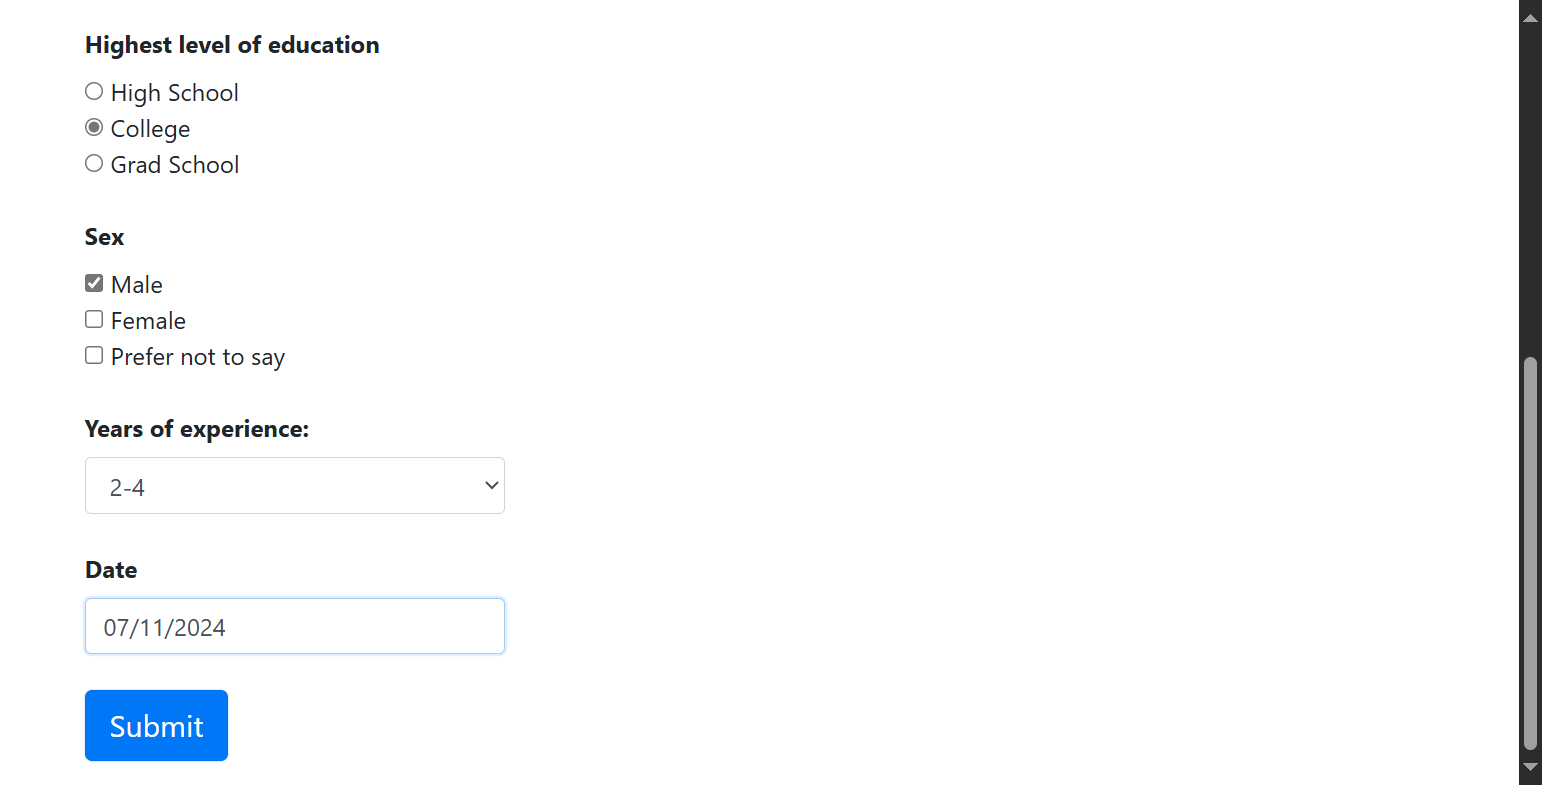 Highest level of education
High School
College
Grad School
Sex
Male
Female
Prefer not to say
Years of experience:
2-4
Date
07/11/2024
Submit